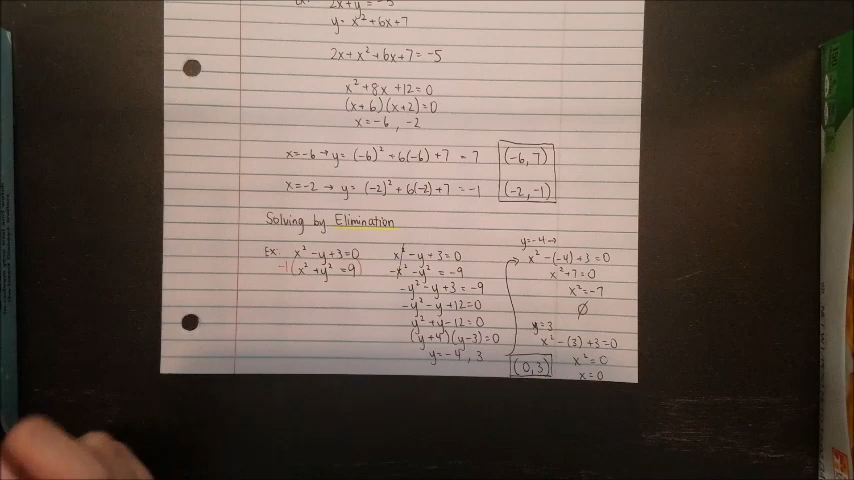 2x+y = -5
y= x²+6x+7
2x+x²+6x+7=-5
x²+8x+12=0
(x+6)(x+2)=0
x=-6, -2
x=-6→y=(-6)²+6(-6)+7 = 7 (-6,7)
x=-2→ y= (-2)²+6(-2)+7 = -1 (-2,-1)
Solving by Elimination
Ex: x²-y+3=0
-1(x²+y²=9)
x²-y+3=0
-x²-y²=-9
-y²-y+3=-9
-y²-y+12=0
y²+y-12=0
(y+4)(y-3)=0
y=-4, 3
y=-4→
x²-(-4)+3=0
x²+7=0
x²=-7
∅
y=3
x²-(3)+3=0
x²=0
x=0
(0,3)